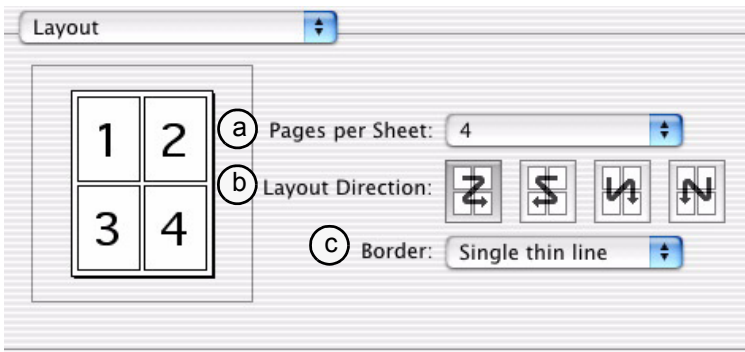 Layout
1 2
3 4
a Pages per Sheet: 4
b Layout Direction:
c Border: Single thin line